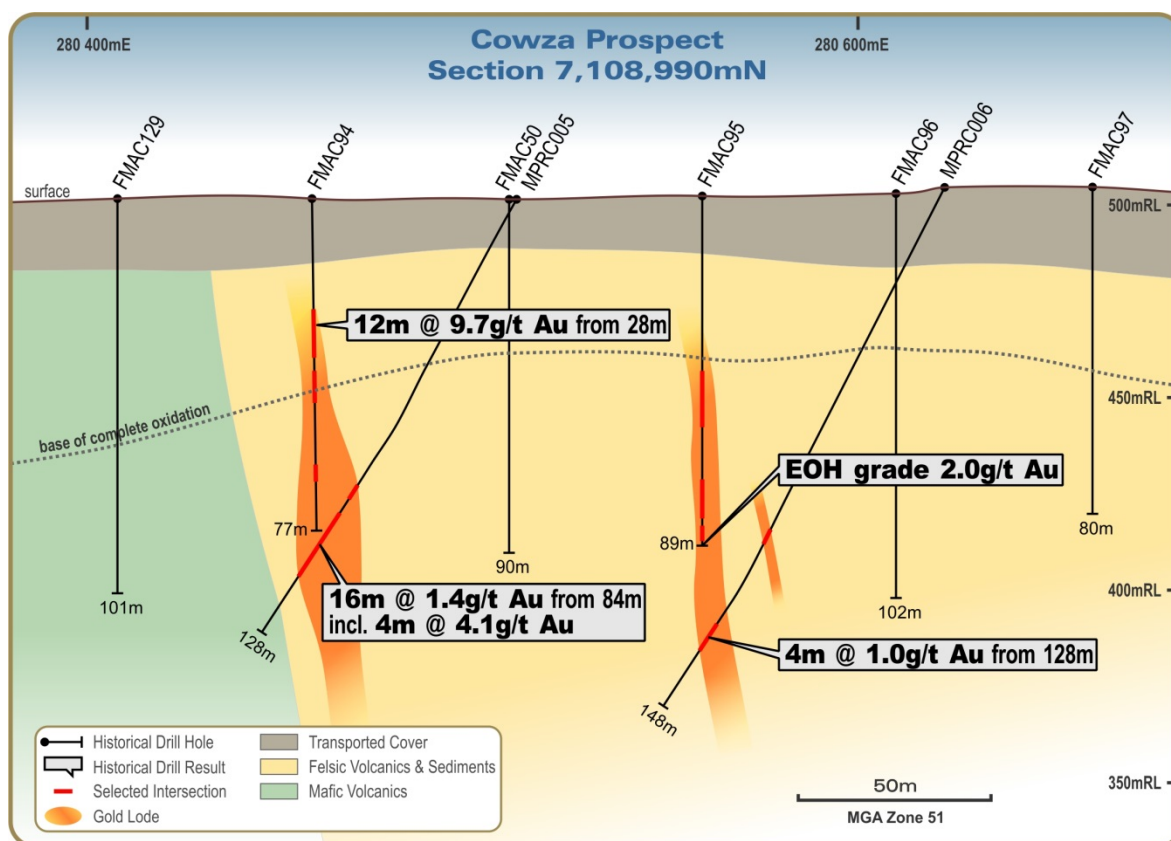 280 400mE
280 600mE
Cowza Prospect
Section 7,108,990mN
FMAC129
FMAC94
FMAC50
MPRC005
FMAC95
FMAC96
MPRC006
FMAC97
surface
500mRL
12m @ 9.7g/t Au from 28m
450mRL
base of complete oxidation
EOH grade 2.0g/t Au
77m
89m
80m
90m
400mRL
101m
102m
16m @ 1.4g/t Au from 84m
incl. 4m @ 4.1g/t Au
128m
4m @ 1.0g/t Au from 128m
148m
Historical Drill Hole
Historical Drill Result
Selected Intersection
Gold Lode
Transported Cover
Felsic Volcanics & Sediments
Mafic Volcanics
50m
MGA Zone 51
350mRL